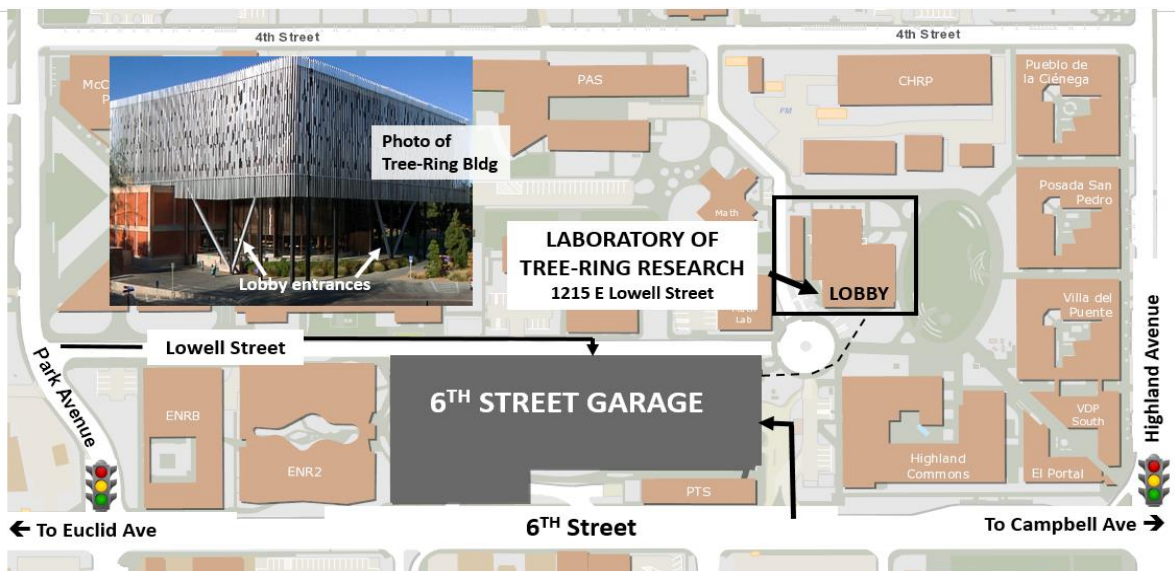 4th Street
4th Street
PAS
CHRP
Pueblo de
la Ciénega
PM
Photo of
Tree-Ring Bldg
Math
Posada San
Pedro
LABORATORY OF
TREE-RING RESEARCH
1215 E Lowell Street
Lobby entrances
LOBBY
Lab
Villa del
Puente
Lowell Street
Park Avenue
Highland Avenue
6TH STREET GARAGE
ENRB
ENR2
VDP
South
Highland
Commons
El Portal
PTS
← To Euclid Ave
6TH Street
To Campbell Ave →